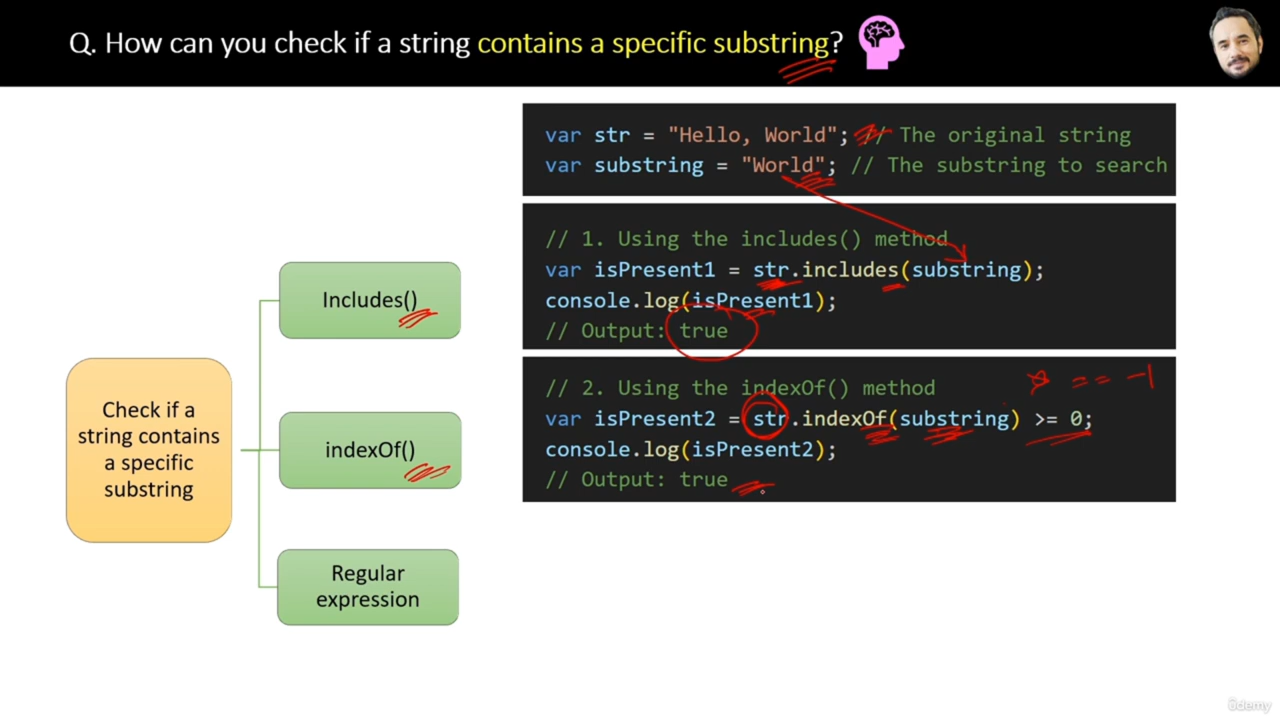 Q. How can you check if a string contains a specific substring?
var str = "Hello, World"; // The original string
var substring = "World"; // The substring to search
// 1. Using the includes() method
var isPresent1 = str.includes(substring);
console.log(isPresent1);
// Output: true
// 2. Using the indexOf() method
== -1
var isPresent2 = str.indexOf(substring) >= 0;
console.log(isPresent2);
// Output: true
Check if a
string contains
a specific
substring
Includes()
indexOf()
Regular
expression
ûdemy